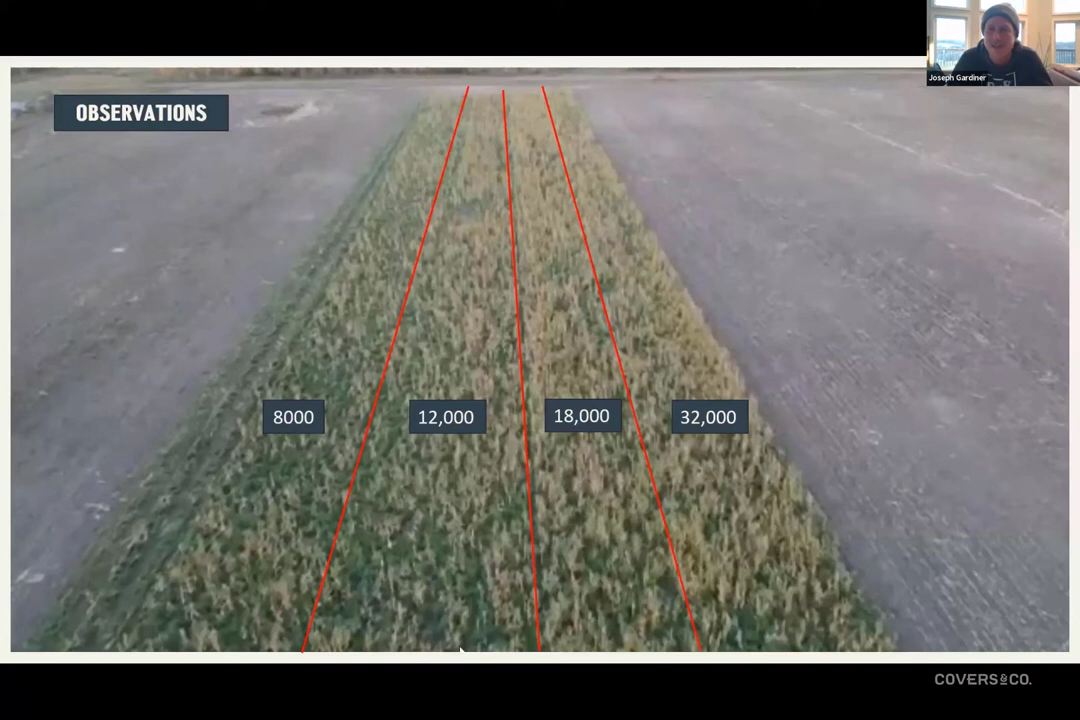 Joseph Gardiner
OBSERVATIONS
8000
12,000
18,000
32,000
COVERS&CO.